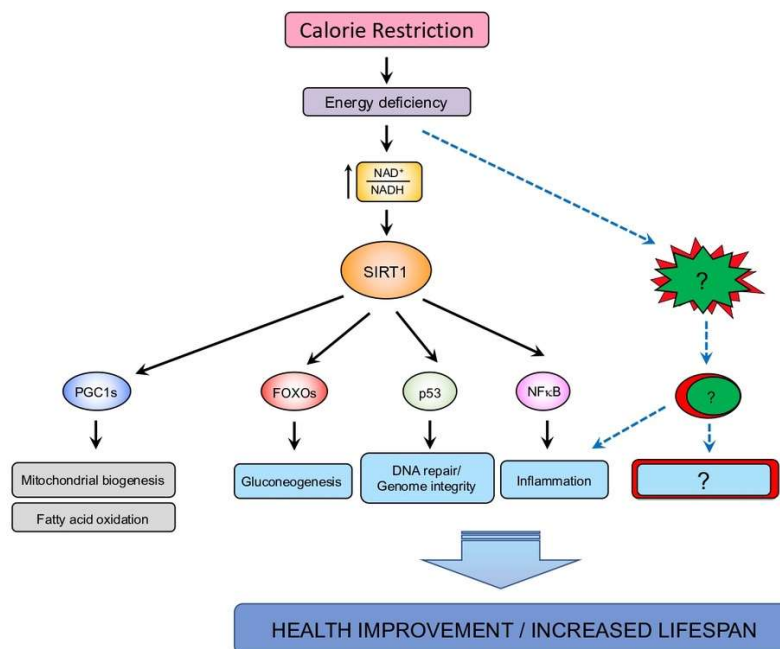 Calorie Restriction
Energy deficiency
NAD⁺
NADH
SIRT1
?
PGC1s
FOXOs
p53
NFκB
?
Mitochondrial biogenesis
Fatty acid oxidation
Gluconeogenesis
DNA repair/
Genome integrity
Inflammation
?
HEALTH IMPROVEMENT / INCREASED LIFESPAN